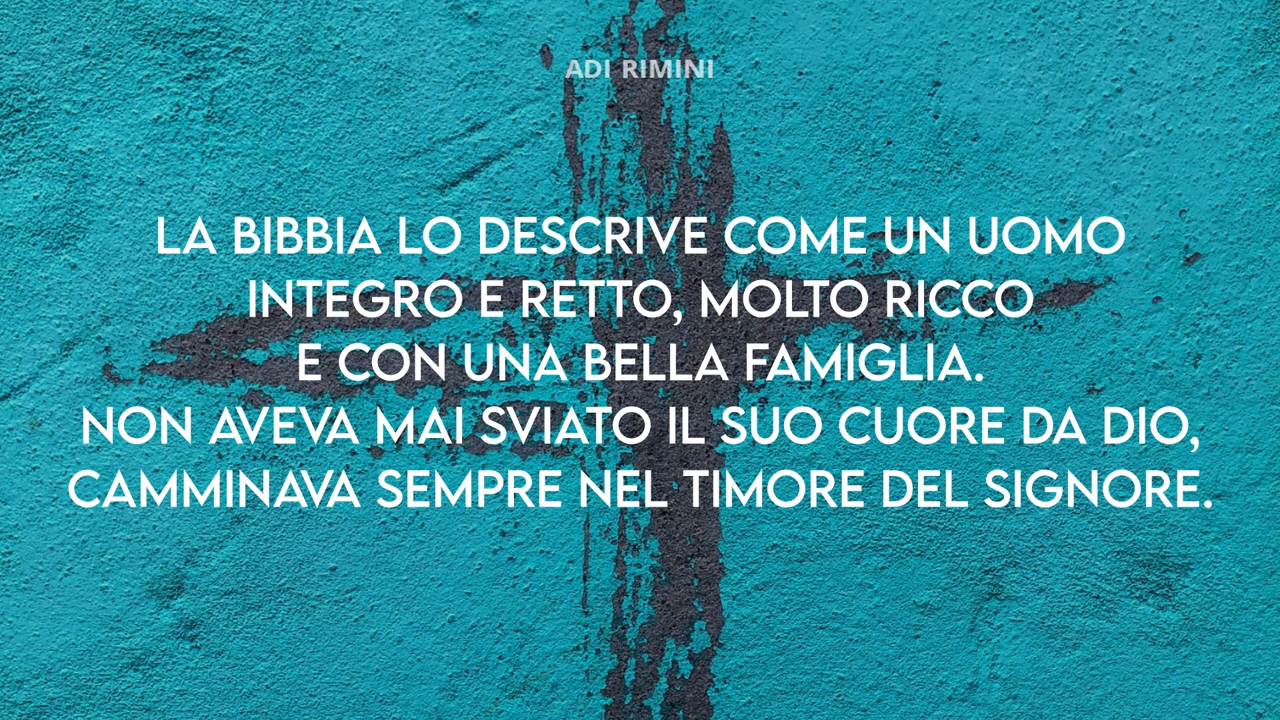 ADI RIMINI
LA BIBBIA LO DESCRIVE COME UN UOMO
INTEGRO E RETTO, MOLTO RICCO
E CON UNA BELLA FAMIGLIA.
NON AVEVA MAI SVIATO IL SUO CUORE DA DIO,
CAMMINAVA SEMPRE NEL TIMORE DEL SIGNORE.